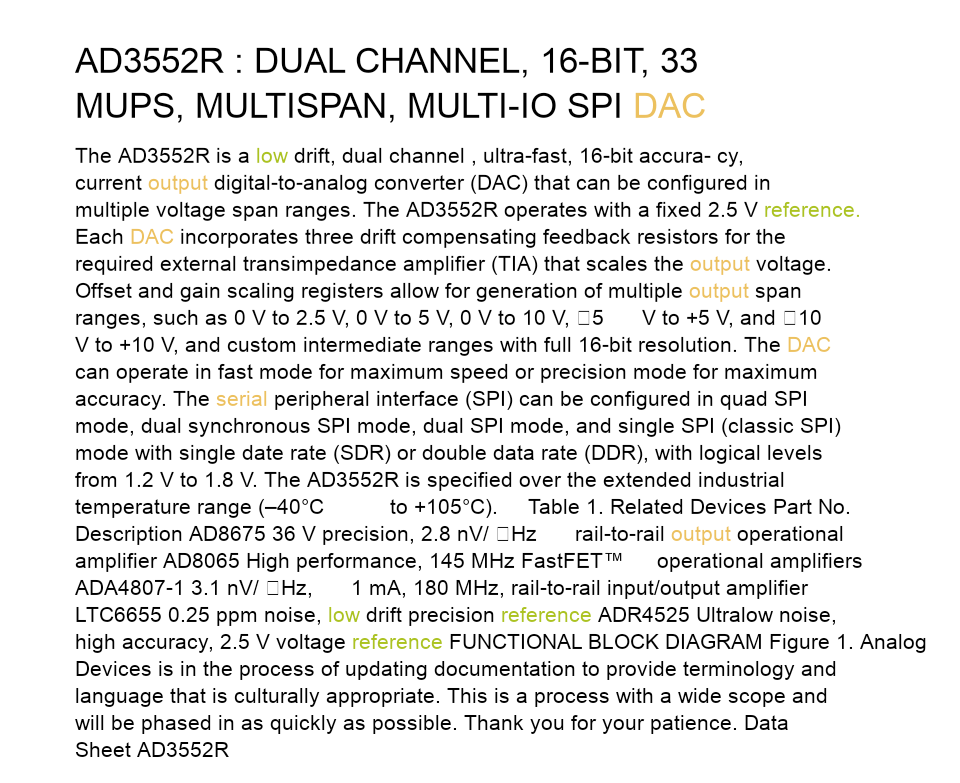 AD3552R : DUAL CHANNEL, 16-BIT, 33
MUPS, MULTISPAN, MULTI-IO SPI DAC
The AD3552R is a low drift, dual channel , ultra-fast, 16-bit accura- cy,
current output digital-to-analog converter (DAC) that can be configured in
multiple voltage span ranges. The AD3552R operates with a fixed 2.5 V reference.
Each DAC incorporates three drift compensating feedback resistors for the
required external transimpedance amplifier (TIA) that scales the output voltage.
Offset and gain scaling registers allow for generation of multiple output span
ranges, such as 0 V to 2.5 V, 0 V to 5 V, 0 V to 10 V, □5 V to +5 V, and □10
V to +10 V, and custom intermediate ranges with full 16-bit resolution. The DAC
can operate in fast mode for maximum speed or precision mode for maximum
accuracy. The serial peripheral interface (SPI) can be configured in quad SPI
mode, dual synchronous SPI mode, dual SPI mode, and single SPI (classic SPI)
mode with single date rate (SDR) or double data rate (DDR), with logical levels
from 1.2 V to 1.8 V. The AD3552R is specified over the extended industrial
temperature range (–40°C to +105°C). Table 1. Related Devices Part No.
Description AD8675 36 V precision, 2.8 nV/ □Hz rail-to-rail output operational
amplifier AD8065 High performance, 145 MHz FastFET™ operational amplifiers
ADA4807-1 3.1 nV/ □Hz, 1 mA, 180 MHz, rail-to-rail input/output amplifier
LTC6655 0.25 ppm noise, low drift precision reference ADR4525 Ultralow noise,
high accuracy, 2.5 V voltage reference FUNCTIONAL BLOCK DIAGRAM Figure 1. Analog
Devices is in the process of updating documentation to provide terminology and
language that is culturally appropriate. This is a process with a wide scope and
will be phased in as quickly as possible. Thank you for your patience. Data
Sheet AD3552R